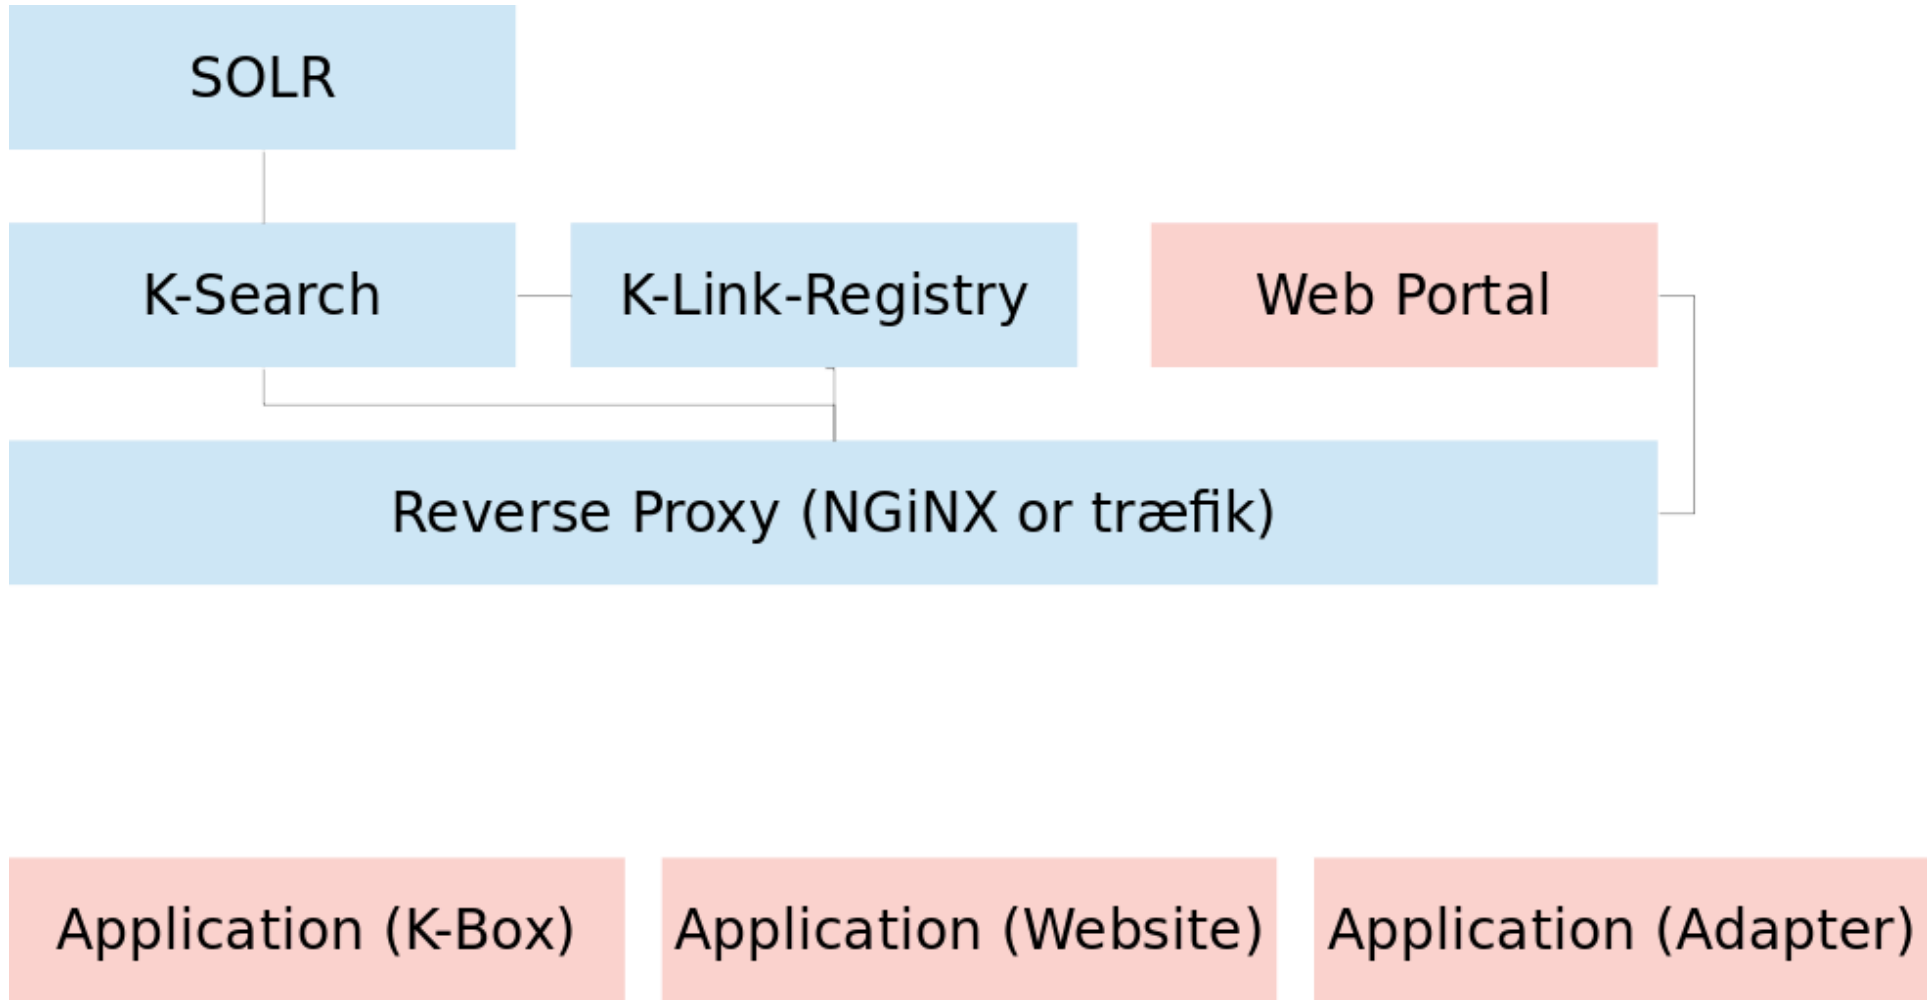 SOLR
K-Search
K-Link-Registry
Web Portal
Reverse Proxy (NGiNX or træfik)
Application (K-Box)
Application (Website)
Application (Adapter)